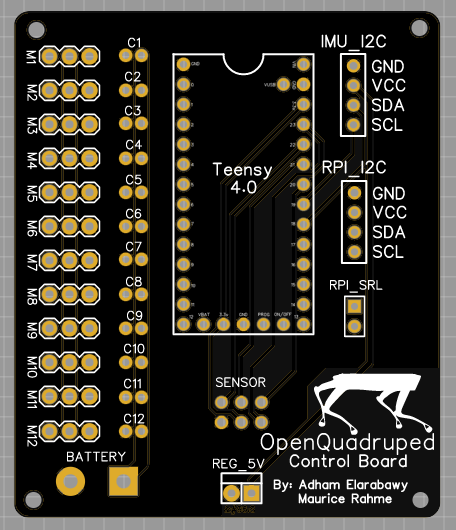 IMU_I2C
GND
VCC
SDA
SCL
RPI_I2C
GND
VCC
SDA
SCL
RPI_SRL
M1
M2
M3
M4
M5
M6
M7
M8
M9
M10
M11
M12
C1
C2
C3
C4
C5
C6
C7
C8
C9
C10
C11
C12
Teensy
4.0
GND
VUSB
VBAT
3.3v
GND
PROG
ON/OFF
SENSOR
BATTERY
REG_5V
OpenQuadruped
Control Board
By: Adham Elarabawy
Maurice Rahme